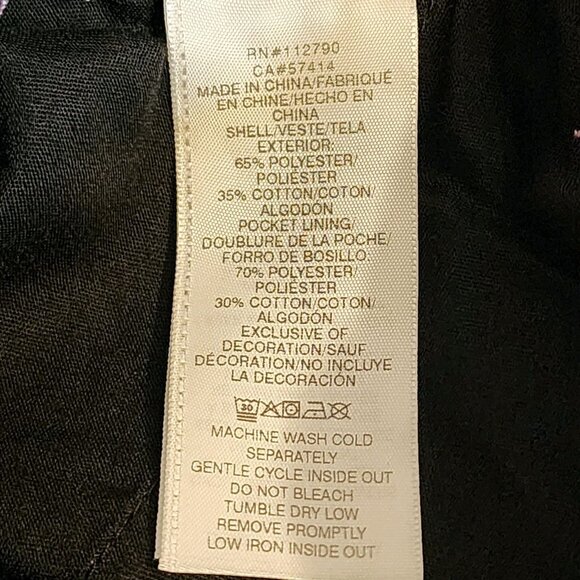 RN#112790
CA#57414
MADE IN CHINA/FABRIQUÉ
EN CHINE/HECHO EN
CHINA
SHELL/VESTE/TELA
EXTERIOR:
65% POLYESTER/
POLIÉSTER
35% COTTON/COTON
ALGODÓN
POCKET LINING/
DOUBLURE DE LA POCHE/
FORRO DE BOSILLO
70% POLYESTER/
PULIÉSTER
30% COTTON/COTON/
ALGODÓN
EXCLUSIVE OF
DECORATION/SAUF
DÉCORATION/NO INCLUYE
LA DECORACIÓN
30
MACHINE WASH COLD
SEPARATELY
GENTLE CYCLE INSIDE OUT
DO NOT BLEACH
TUMBLE DRY LOW
REMOVE PROMPTLY
LOW IRON INSIDE OUT